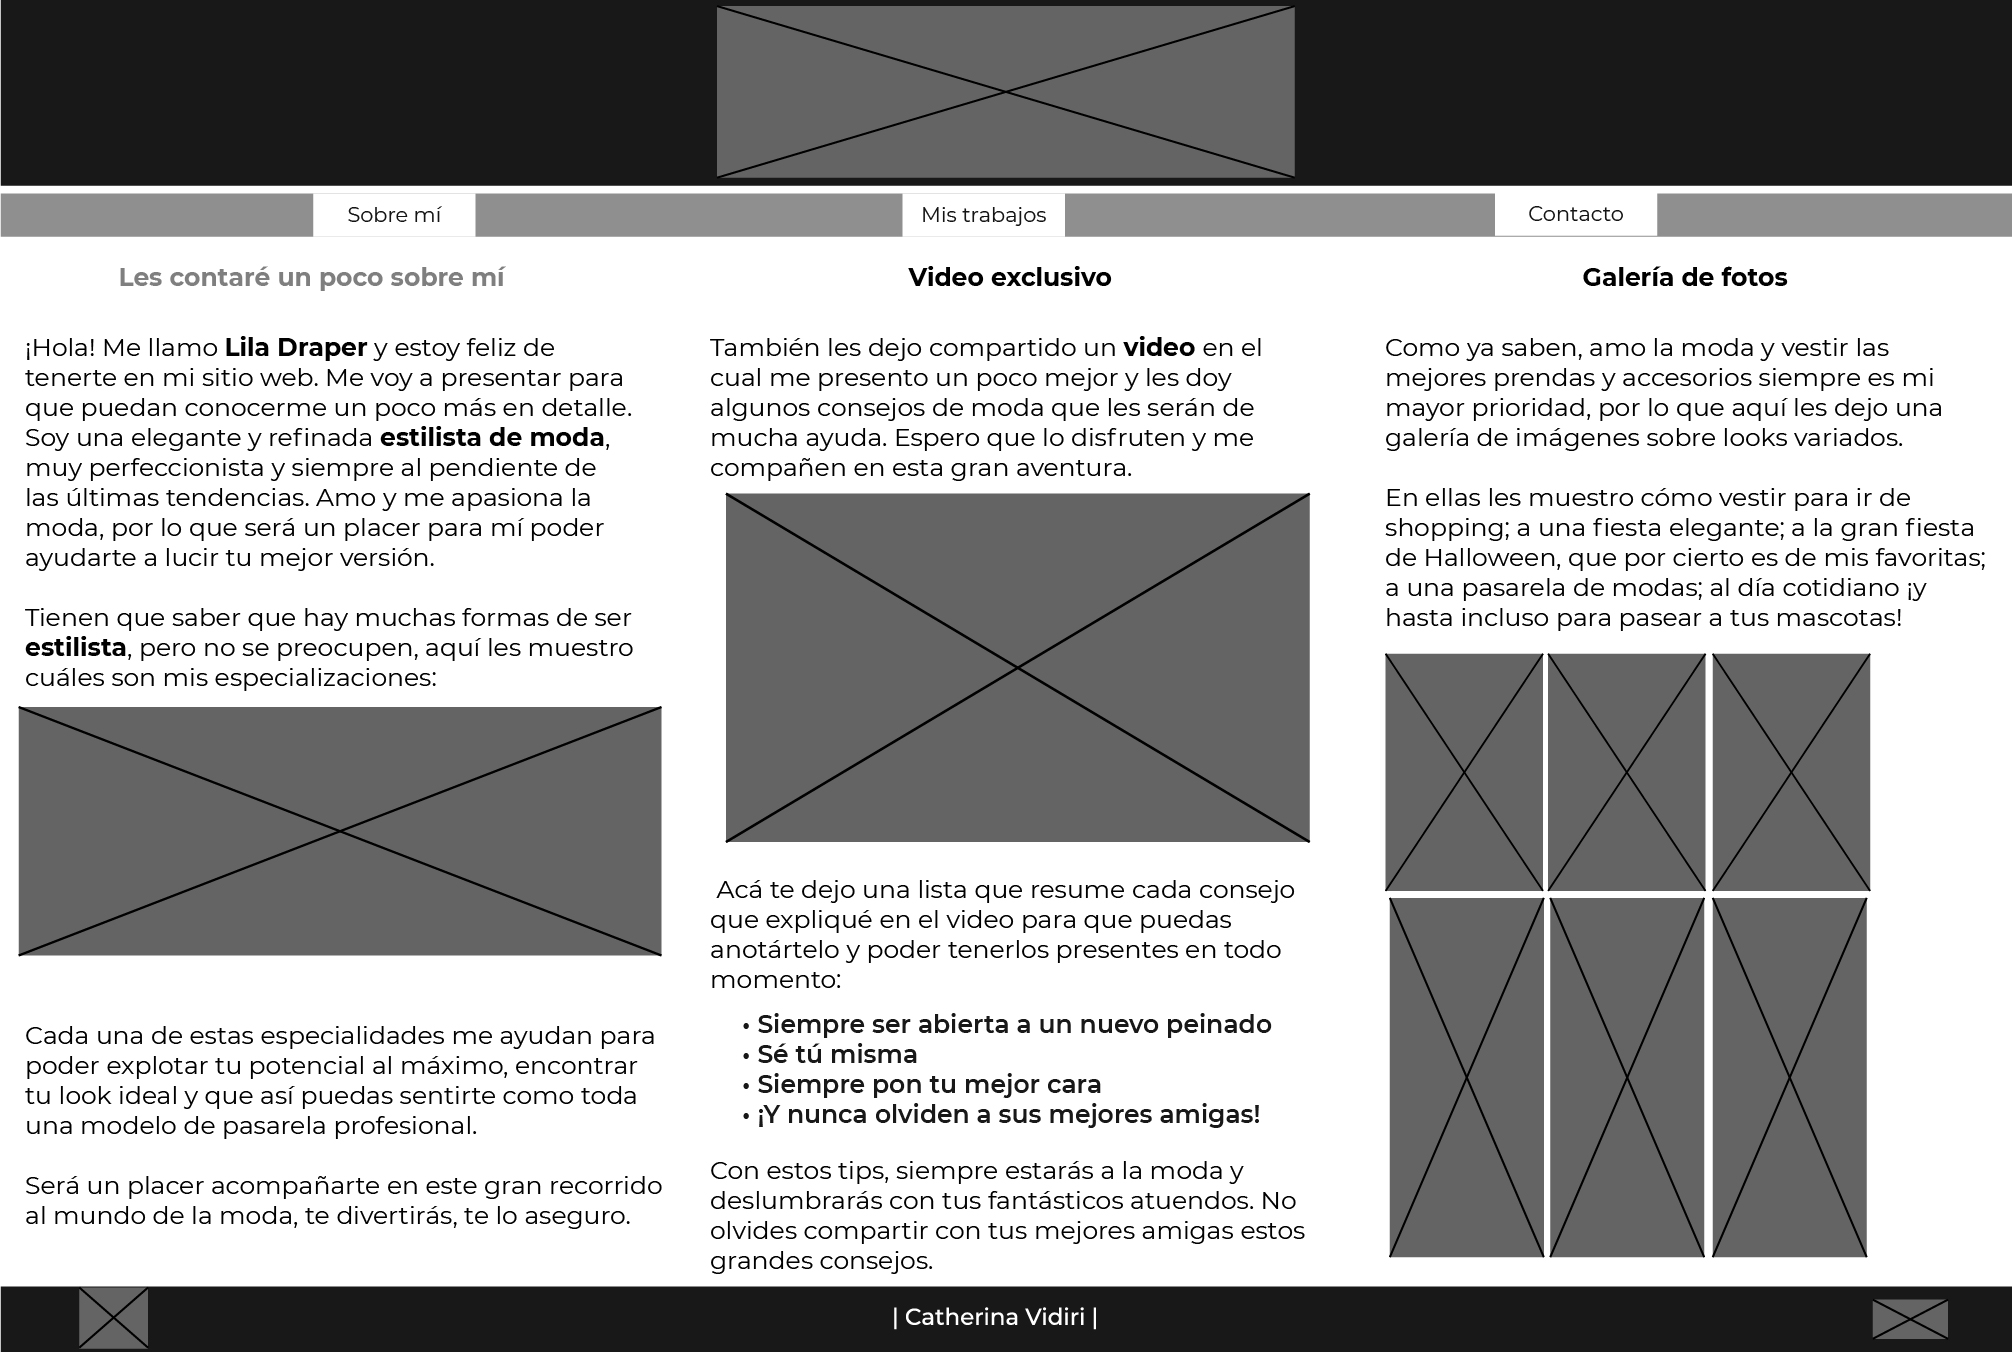 Sobre mí
Mis trabajos
Contacto
Les contaré un poco sobre mí
¡Hola! Me llamo Lila Draper y estoy feliz de
tenerte en mi sitio web. Me voy a presentar para
que puedan conocerme un poco más en detalle.
Soy una elegante y refinada estilista de moda,
muy perfeccionista y siempre al pendiente de
las últimas tendencias. Amo y me apasiona la
moda, por lo que será un placer para mí poder
ayudarte a lucir tu mejor versión.
Tienen que saber que hay muchas formas de ser
estilista, pero no se preocupen, aquí les muestro
cuáles son mis especializaciones:
Cada una de estas especialidades me ayudan para
poder explotar tu potencial al máximo, encontrar
tu look ideal y que así puedas sentirte como toda
una modelo de pasarela profesional.
Será un placer acompañarte en este gran recorrido
al mundo de la moda, te divertirás, te lo aseguro.
Video exclusivo
También les dejo compartido un video en el
cual me presento un poco mejor y les doy
algunos consejos de moda que les serán de
mucha ayuda. Espero que lo disfruten y me
compañen en esta gran aventura.
Acá te dejo una lista que resume cada consejo
que expliqué en el video para que puedas
anotártelo y poder tenerlos presentes en todo
momento:
• Siempre ser abierta a un nuevo peinado
• Sé tú misma
• Siempre pon tu mejor cara
• ¡Y nunca olviden a sus mejores amigas!
Con estos tips, siempre estarás a la moda y
deslumbrarás con tus fantásticos atuendos. No
olvides compartir con tus mejores amigas estos
grandes consejos.
Galería de fotos
Como ya saben, amo la moda y vestir las
mejores prendas y accesorios siempre es mi
mayor prioridad, por lo que aquí les dejo una
galería de imágenes sobre looks variados.
En ellas les muestro cómo vestir para ir de
shopping; a una fiesta elegante; a la gran fiesta
de Halloween, que por cierto es de mis favoritas;
a una pasarela de modas; al día cotidiano ¡y
hasta incluso para pasear a tus mascotas!
| Catherina Vidiri |